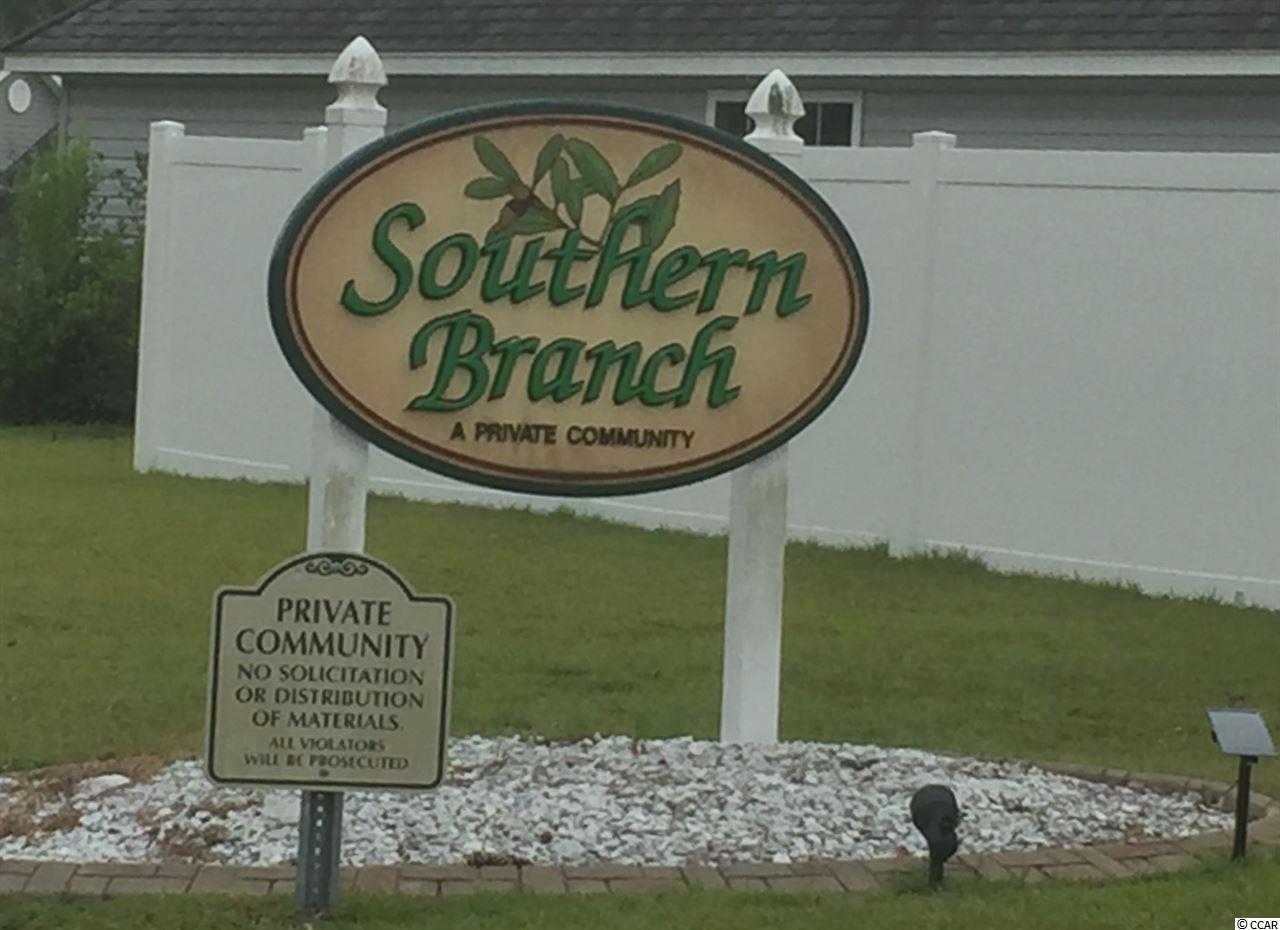 Southern
Branch
A PRIVATE COMMUNITY
PRIVATE
COMMUNITY
NO SOLICITATION
OR DISTRIBUTION
OF MATERIALS.
ALL VIOLATORS
WILL BE PROSECUTED
© CCAR